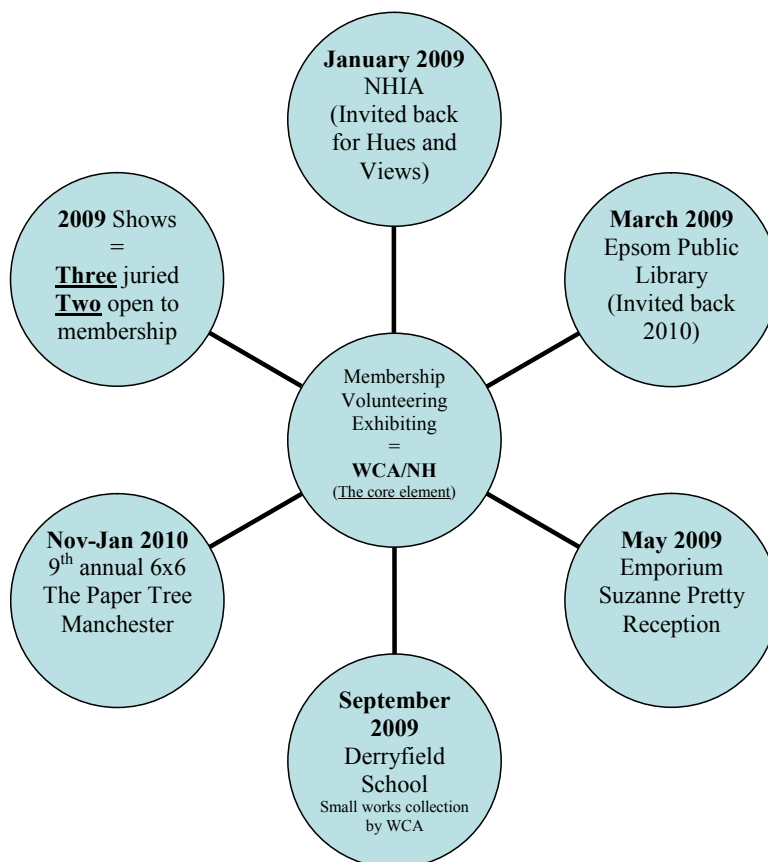 January 2009
NHIA
(Invited back
for Hues and
Views)
2009 Shows
=
Three juried
Two open to
membership
March 2009
Epsom Public
Library
(Invited back
2010)
Membership
Volunteering
Exhibiting
=
WCA/NH
(The core element)
Nov-Jan 2010
9th annual 6x6
The Paper Tree
Manchester
May 2009
Emporium
Suzanne Pretty
Reception
September
2009
Derryfield
School
Small works collection
by WCA